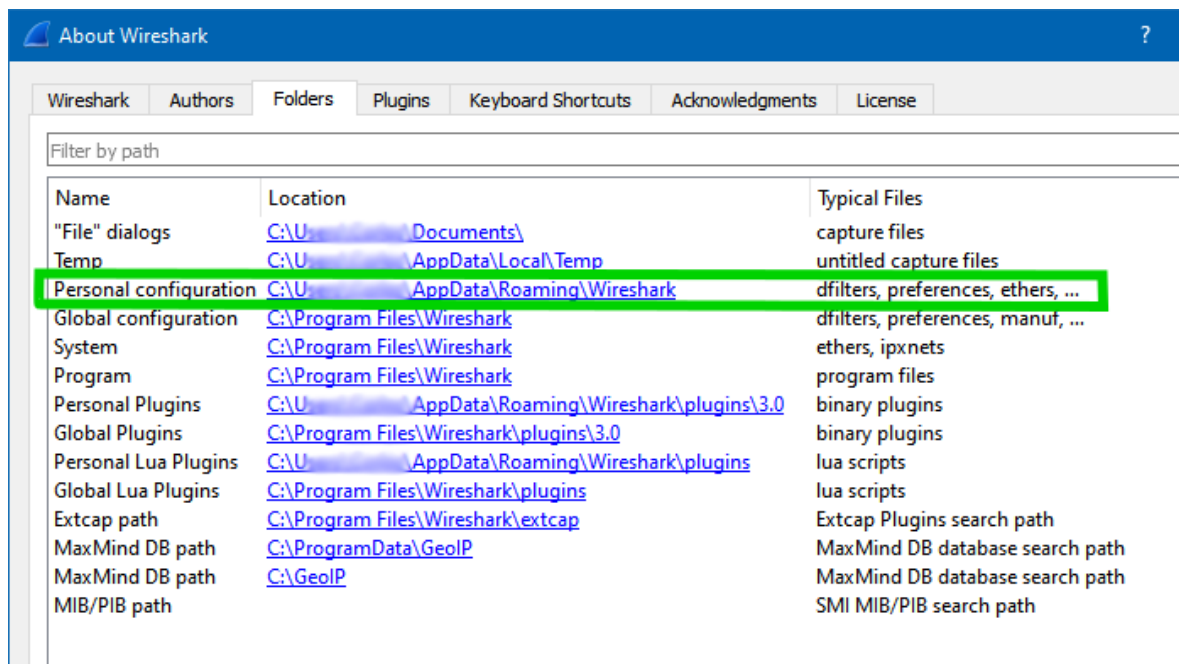 About Wireshark ?
Wireshark Authors Folders Plugins Keyboard Shortcuts Acknowledgments License
Filter by path
Name Location Typical Files
"File" dialogs C:\U \Documents\ capture files
Temp C:\U \AppData\Local\Temp untitled capture files
Personal configuration C:\U \AppData\Roaming\Wireshark dfilters, preferences, ethers, ...
Global configuration C:\Program Files\Wireshark dfilters, preferences, manuf, ...
System C:\Program Files\Wireshark ethers, ipxnets
Program C:\Program Files\Wireshark program files
Personal Plugins C:\U \AppData\Roaming\Wireshark\plugins\3.0 binary plugins
Global Plugins C:\Program Files\Wireshark\plugins\3.0 binary plugins
Personal Lua Plugins C:\U \AppData\Roaming\Wireshark\plugins lua scripts
Global Lua Plugins C:\Program Files\Wireshark\plugins lua scripts
Extcap path C:\Program Files\Wireshark\extcap Extcap Plugins search path
MaxMind DB path C:\ProgramData\GeoIP MaxMind DB database search path
MaxMind DB path C:\GeoIP MaxMind DB database search path
MIB/PIB path SMI MIB/PIB search path